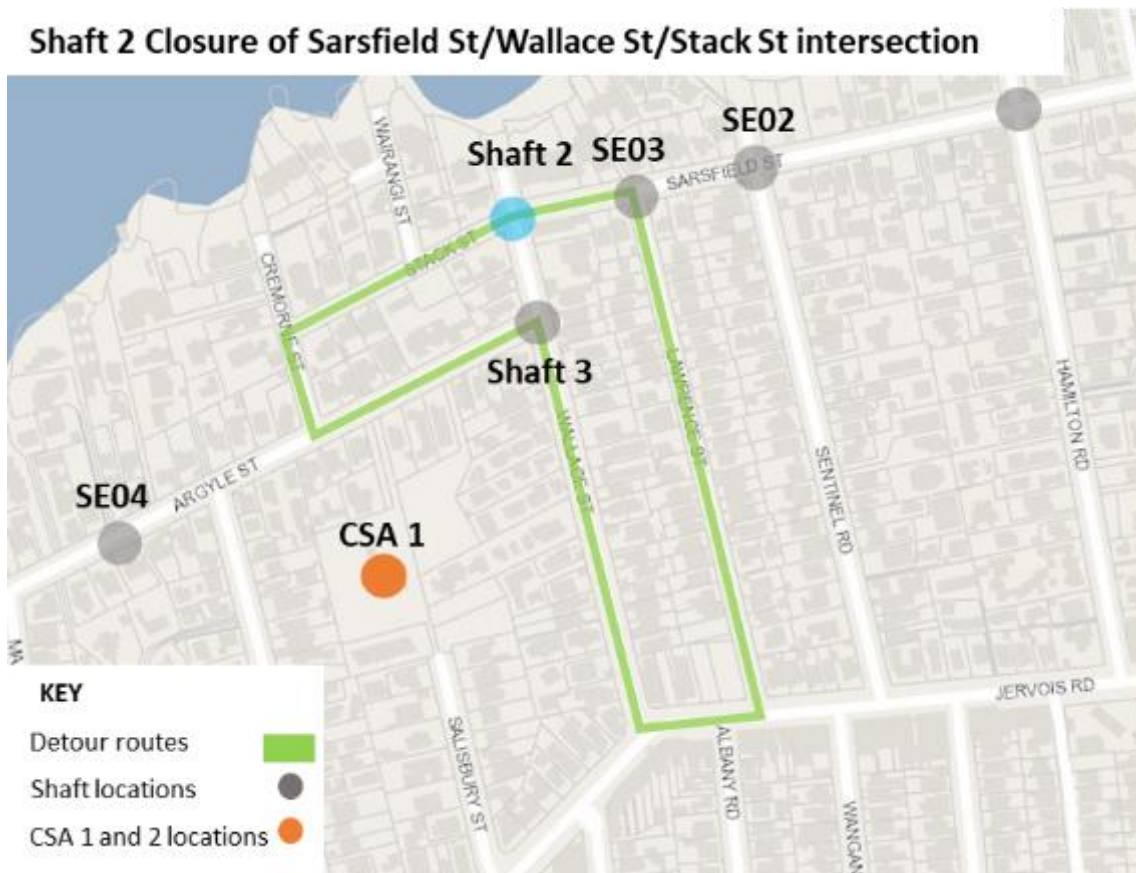 Shaft 2 Closure of Sarsfield St/Wallace St/Stack St intersection
WAIRANGI ST
Shaft 2
SE03
SE02
SARSFIELD ST
STACK ST
CREMORNE ST
Shaft 3
LAWRENCE ST
HAMILTON RD
WALLACE ST
SENTINEL RD
ARGYLE ST
SE04
CSA 1
MA
JERVOIS RD
SALISBURY ST
ALBANY RD
WANGAN
KEY
Detour routes
Shaft locations
CSA 1 and 2 locations